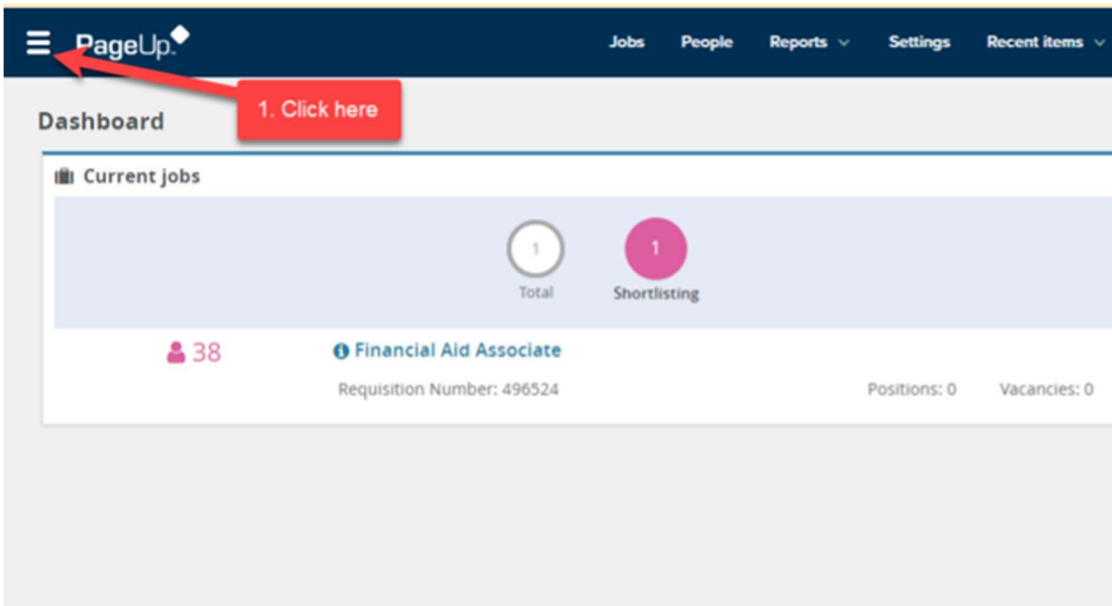 PageUp. Jobs People Reports Settings Recent items
1. Click here
Dashboard
Current jobs
1 1
Total Shortlisting
38 Financial Aid Associate
Requisition Number: 496524 Positions: 0 Vacancies: 0